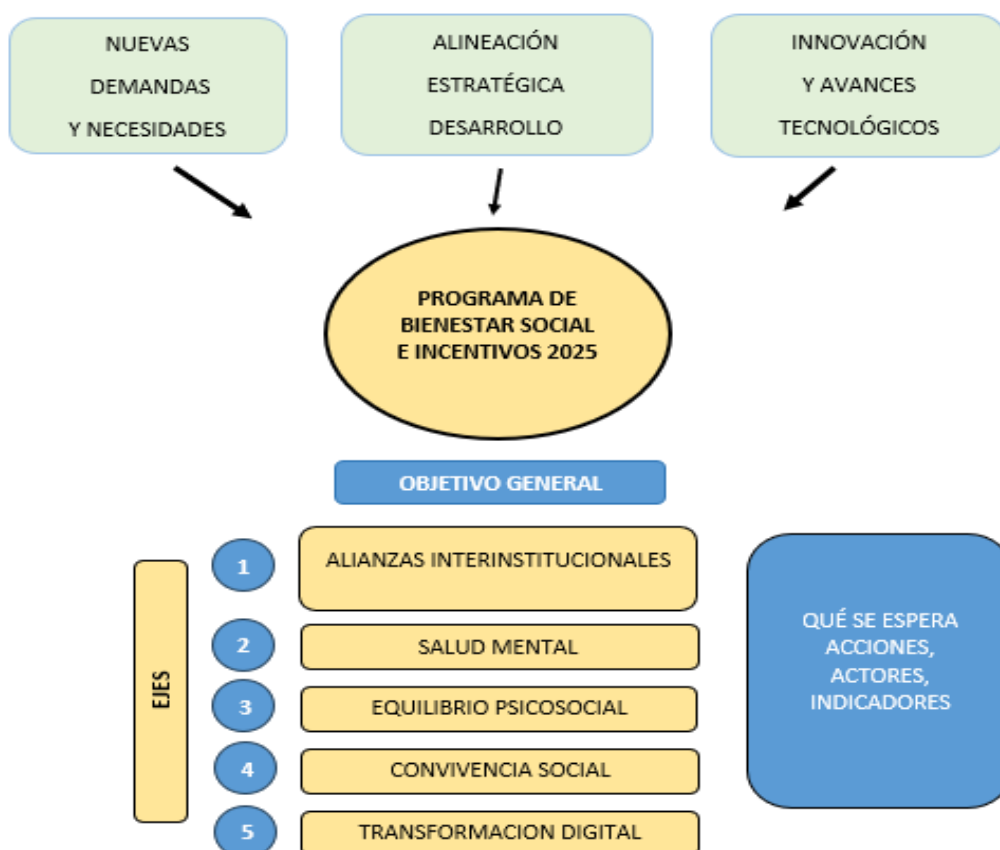 NUEVAS
DEMANDAS
Y NECESIDADES
ALINEACIÓN
ESTRATÉGICA
DESARROLLO
INNOVACIÓN
Y AVANCES
TECNOLÓGICOS
PROGRAMA DE
BIENESTAR SOCIAL
E INCENTIVOS 2025
OBJETIVO GENERAL
EJES
1
ALIANZAS INTERINSTITUCIONALES
2
SALUD MENTAL
3
EQUILIBRIO PSICOSOCIAL
4
CONVIVENCIA SOCIAL
5
TRANSFORMACION DIGITAL
QUÉ SE ESPERA
ACCIONES,
ACTORES,
INDICADORES